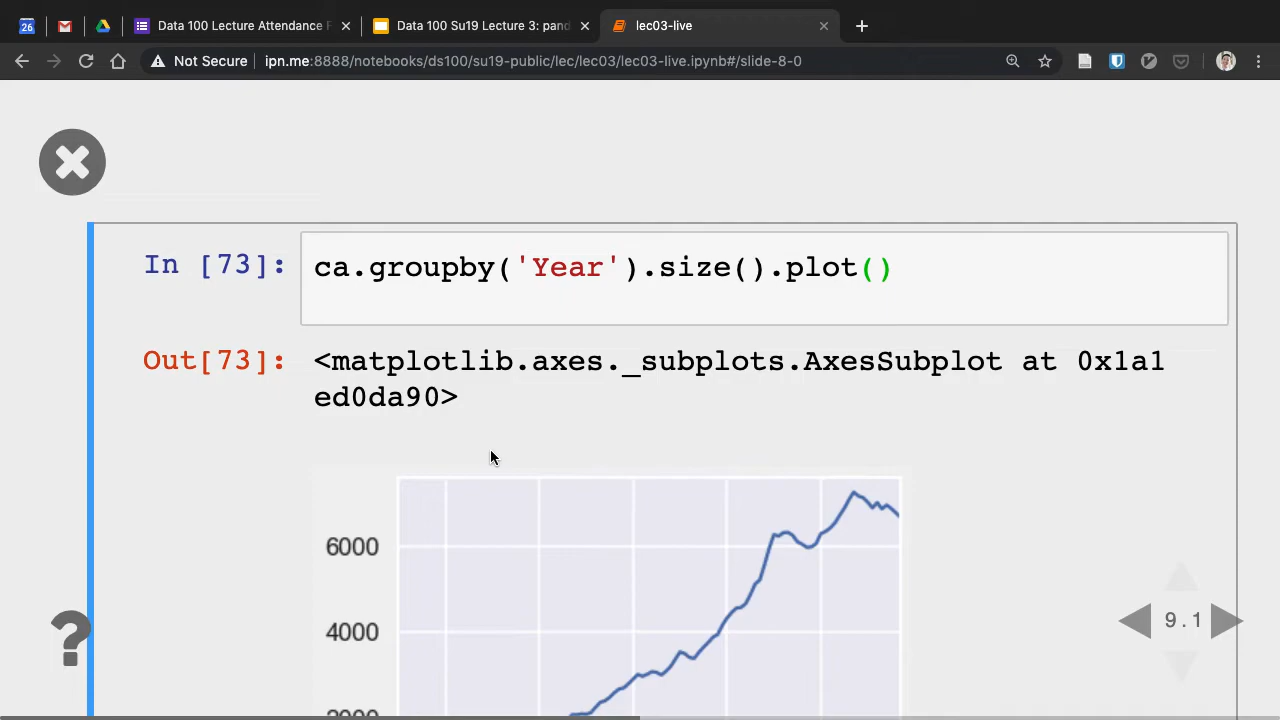 26
Data 100 Lecture Attendance F
Data 100 Su19 Lecture 3: pand
lec03-live
Not Secure
ipn.me:8888/notebooks/ds100/su19-public/lec/lec03/lec03-live.ipynb#/slide-8-0
In [73]:
ca.groupby('Year').size().plot()
Out[73]:
<matplotlib.axes._subplots.AxesSubplot at 0x1a1
ed0da90>
6000
4000
9.1
?